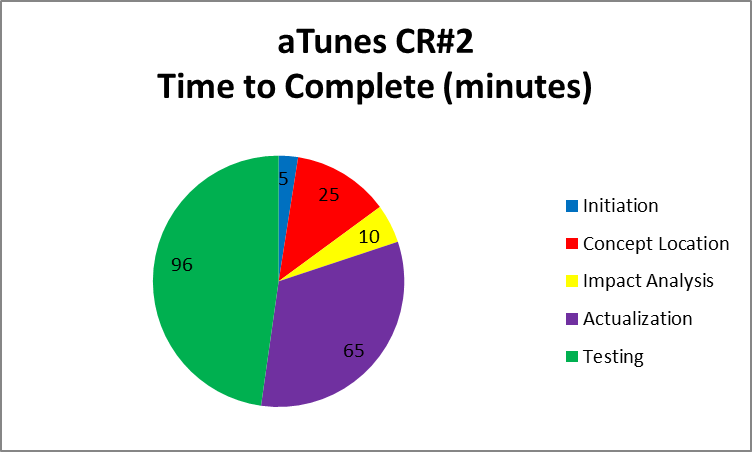 aTunes CR#2
Time to Complete (minutes)
5
25
10
65
96
Initiation
Concept Location
Impact Analysis
Actualization
Testing